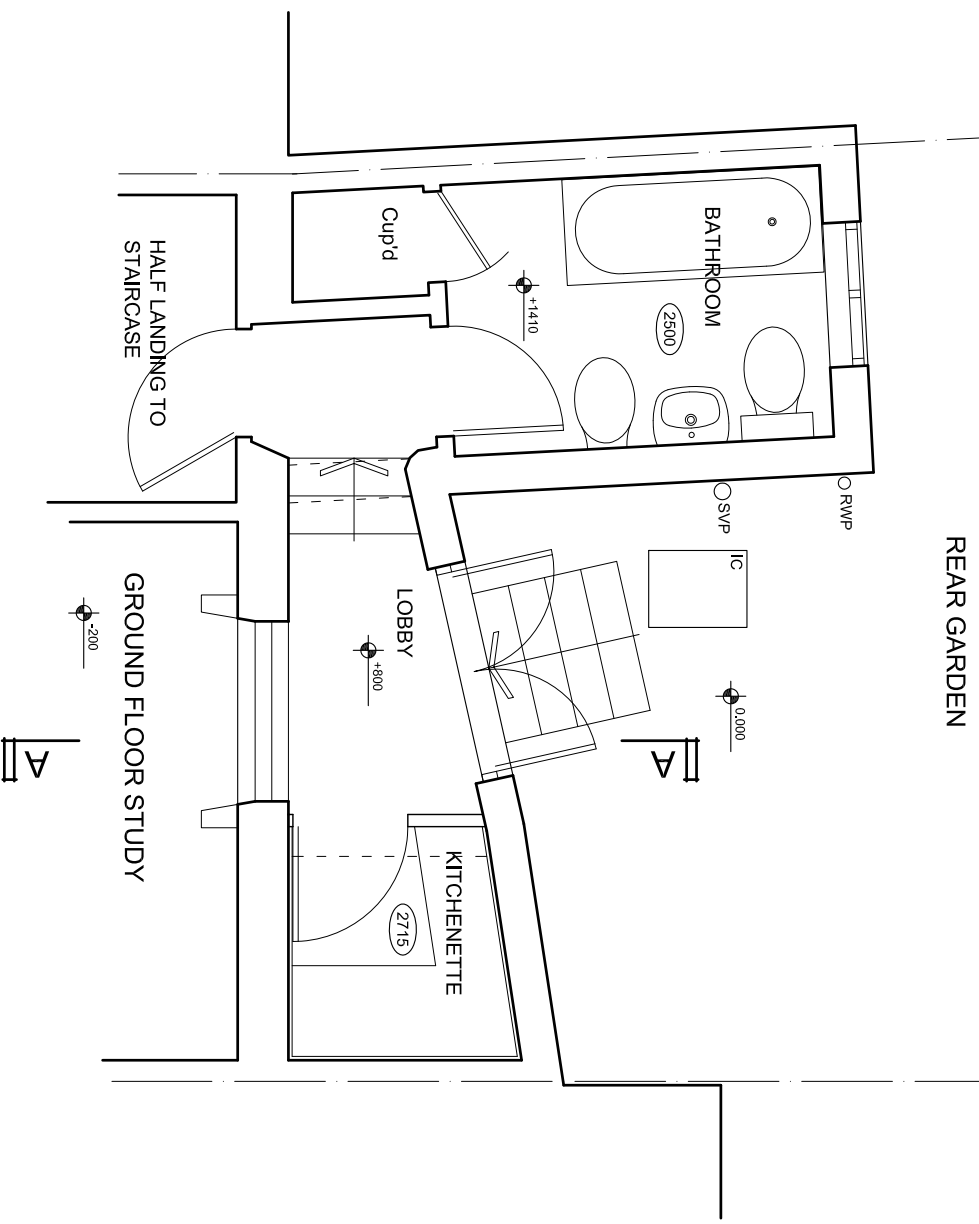 REAR GARDEN
RWP
SVP
IC
0.000
A
A
BATHROOM
2500
+1410
Cup'd
HALF LANDING TO
STAIRCASE
LOBBY
+800
KITCHENETTE
2715
GROUND FLOOR STUDY
-200